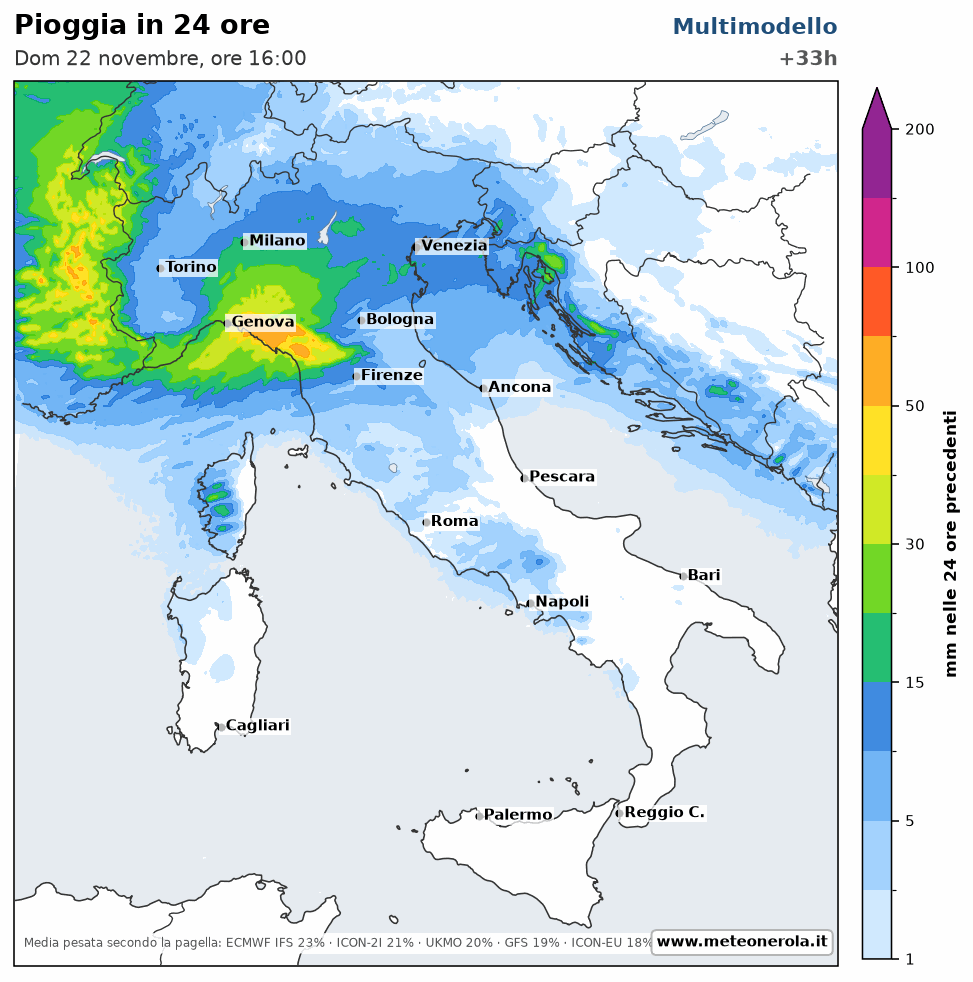 Pioggia in 24 ore
Multimodello
Dom 22 novembre, ore 16:00
+33h
200
100
50
30
15
5
1
mm nelle 24 ore precedenti
Milano
Venezia
Torino
Genova
Bologna
Firenze
Ancona
Pescara
Roma
Bari
Napoli
Cagliari
Palermo
Reggio C.
Media pesata secondo la pagella: ECMWF IFS 23% · ICON-2I 21% · UKMO 20% · GFS 19% · ICON-EU 18%
www.meteonerola.it